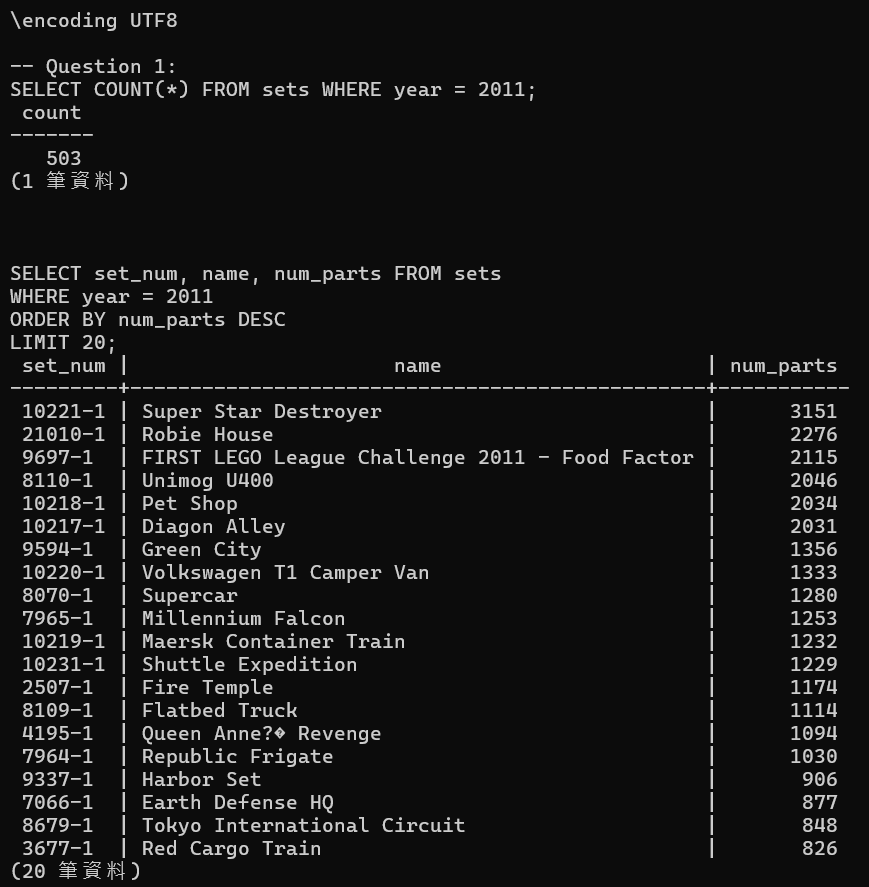 \encoding UTF8
-- Question 1:
SELECT COUNT(*) FROM sets WHERE year = 2011;
 count
-------
   503
(1 筆資料)
SELECT set_num, name, num_parts FROM sets
WHERE year = 2011
ORDER BY num_parts DESC
LIMIT 20;
 set_num |                      name                      | num_parts
---------+------------------------------------------------+-----------
 10221-1 | Super Star Destroyer                           |      3151
 21010-1 | Robie House                                    |      2276
 9697-1  | FIRST LEGO League Challenge 2011 - Food Factor |      2115
 8110-1  | Unimog U400                                    |      2046
 10218-1 | Pet Shop                                       |      2034
 10217-1 | Diagon Alley                                   |      2031
 9594-1  | Green City                                     |      1356
 10220-1 | Volkswagen T1 Camper Van                       |      1333
 8070-1  | Supercar                                       |      1280
 7965-1  | Millennium Falcon                              |      1253
 10219-1 | Maersk Container Train                         |      1232
 10231-1 | Shuttle Expedition                             |      1229
 2507-1  | Fire Temple                                    |      1174
 8109-1  | Flatbed Truck                                  |      1114
 4195-1  | Queen Anne?� Revenge                           |      1094
 7964-1  | Republic Frigate                               |      1030
 9337-1  | Harbor Set                                     |       906
 7066-1  | Earth Defense HQ                               |       877
 8679-1  | Tokyo International Circuit                    |       848
 3677-1  | Red Cargo Train                                |       826
(20 筆資料)